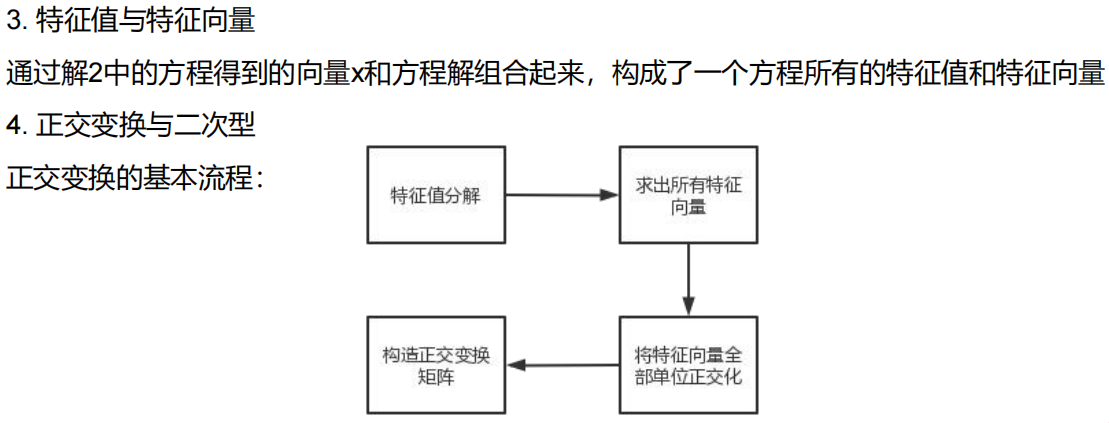 3. 特征值与特征向量
通过解2中的方程得到的向量x和方程解组合起来，构成了一个方程所有的特征值和特征向量
4. 正交变换与二次型
正交变换的基本流程：
特征值分解
求出所有特征
向量
构造正交变换
矩阵
将特征向量全
部单位正交化